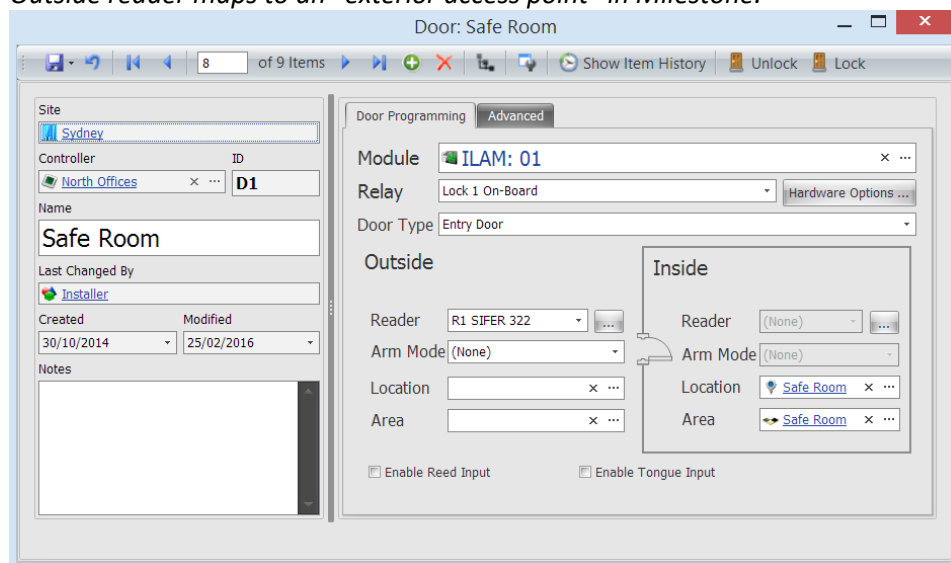 Outside reader maps to an "exterior access point" in Milestone.
Door: Safe Room
8 of 9 Items Show Item History Unlock Lock
Site
Sydney
Controller ID
North Offices × ... D1
Name
Safe Room
Last Changed By
Installer
Created Modified
30/10/2014 25/02/2016
Notes
Door Programming Advanced
Module ILAM: 01 × ...
Relay Lock 1 On-Board Hardware Options ...
Door Type Entry Door
Outside
Reader R1 SIFER 322 ...
Arm Mode (None)
Location × ...
Area × ...
Inside
Reader (None) ...
Arm Mode (None)
Location Safe Room × ...
Area Safe Room × ...
Enable Reed Input Enable Tongue Input